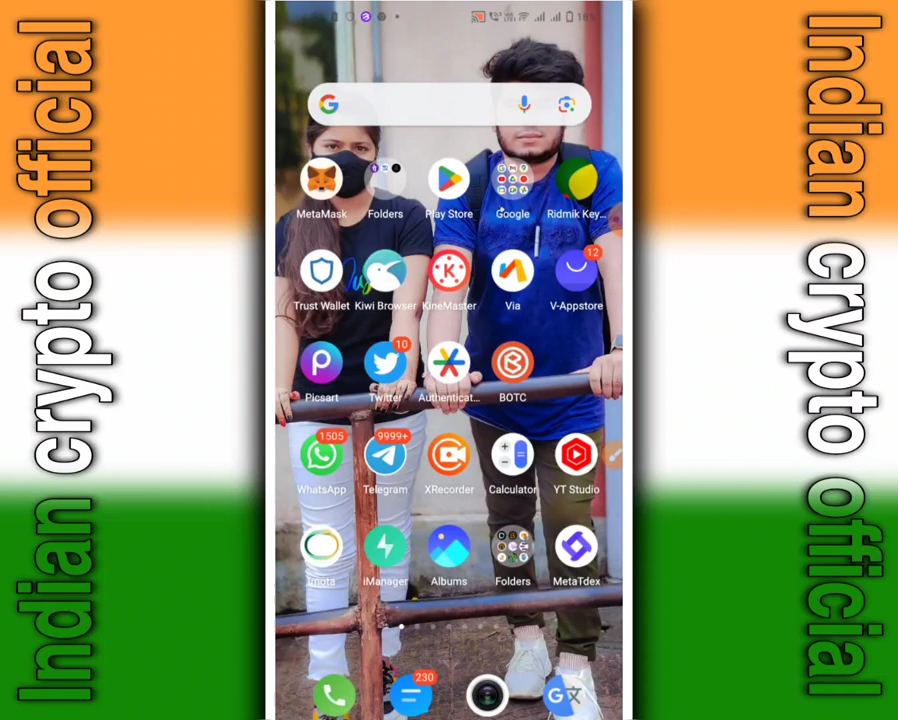 Indian crypto official
Indian crypto official
16%
MetaMask
Folders
Play Store
Google
Ridmik Key...
12
Trust Wallet
Kiwi Browser
KineMaster
Via
V-Appstore
10
Picsart
Twitter
Authenticat...
BOTC
1505
9999+
WhatsApp
Telegram
XRecorder
Calculator
YT Studio
Imota
iManager
Albums
Folders
MetaTdex
230